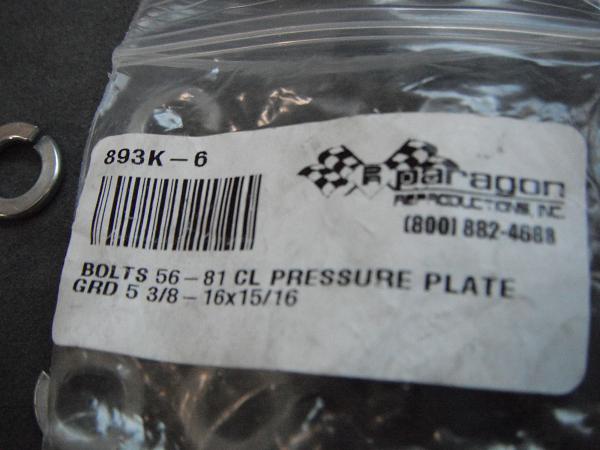 893K-6
paragon
REPRODUCTIONS, INC.
(800) 882-4688
BOLTS 56-81 CL PRESSURE PLATE
GRD 5 3/8-16x15/16